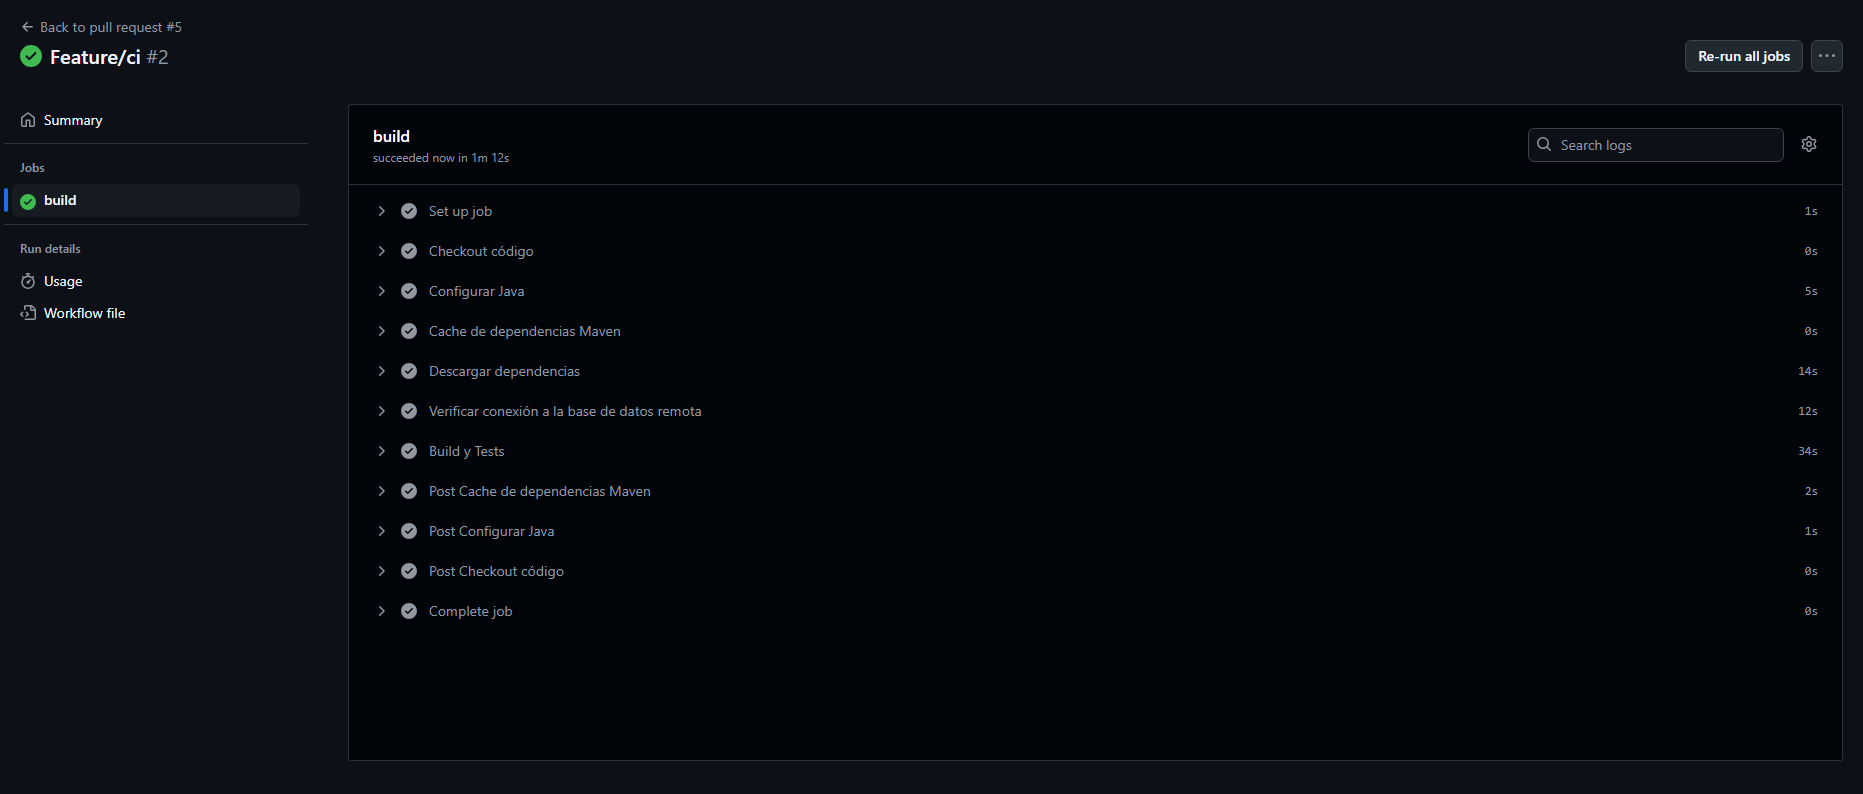 Back to pull request #5
Feature/ci #2
Re-run all jobs
Summary
Jobs
build
Run details
Usage
Workflow file
build
succeeded now in 1m 12s
Search logs
Set up job 1s
Checkout código 0s
Configurar Java 5s
Cache de dependencias Maven 0s
Descargar dependencias 14s
Verificar conexión a la base de datos remota 12s
Build y Tests 34s
Post Cache de dependencias Maven 2s
Post Configurar Java 1s
Post Checkout código 0s
Complete job 0s